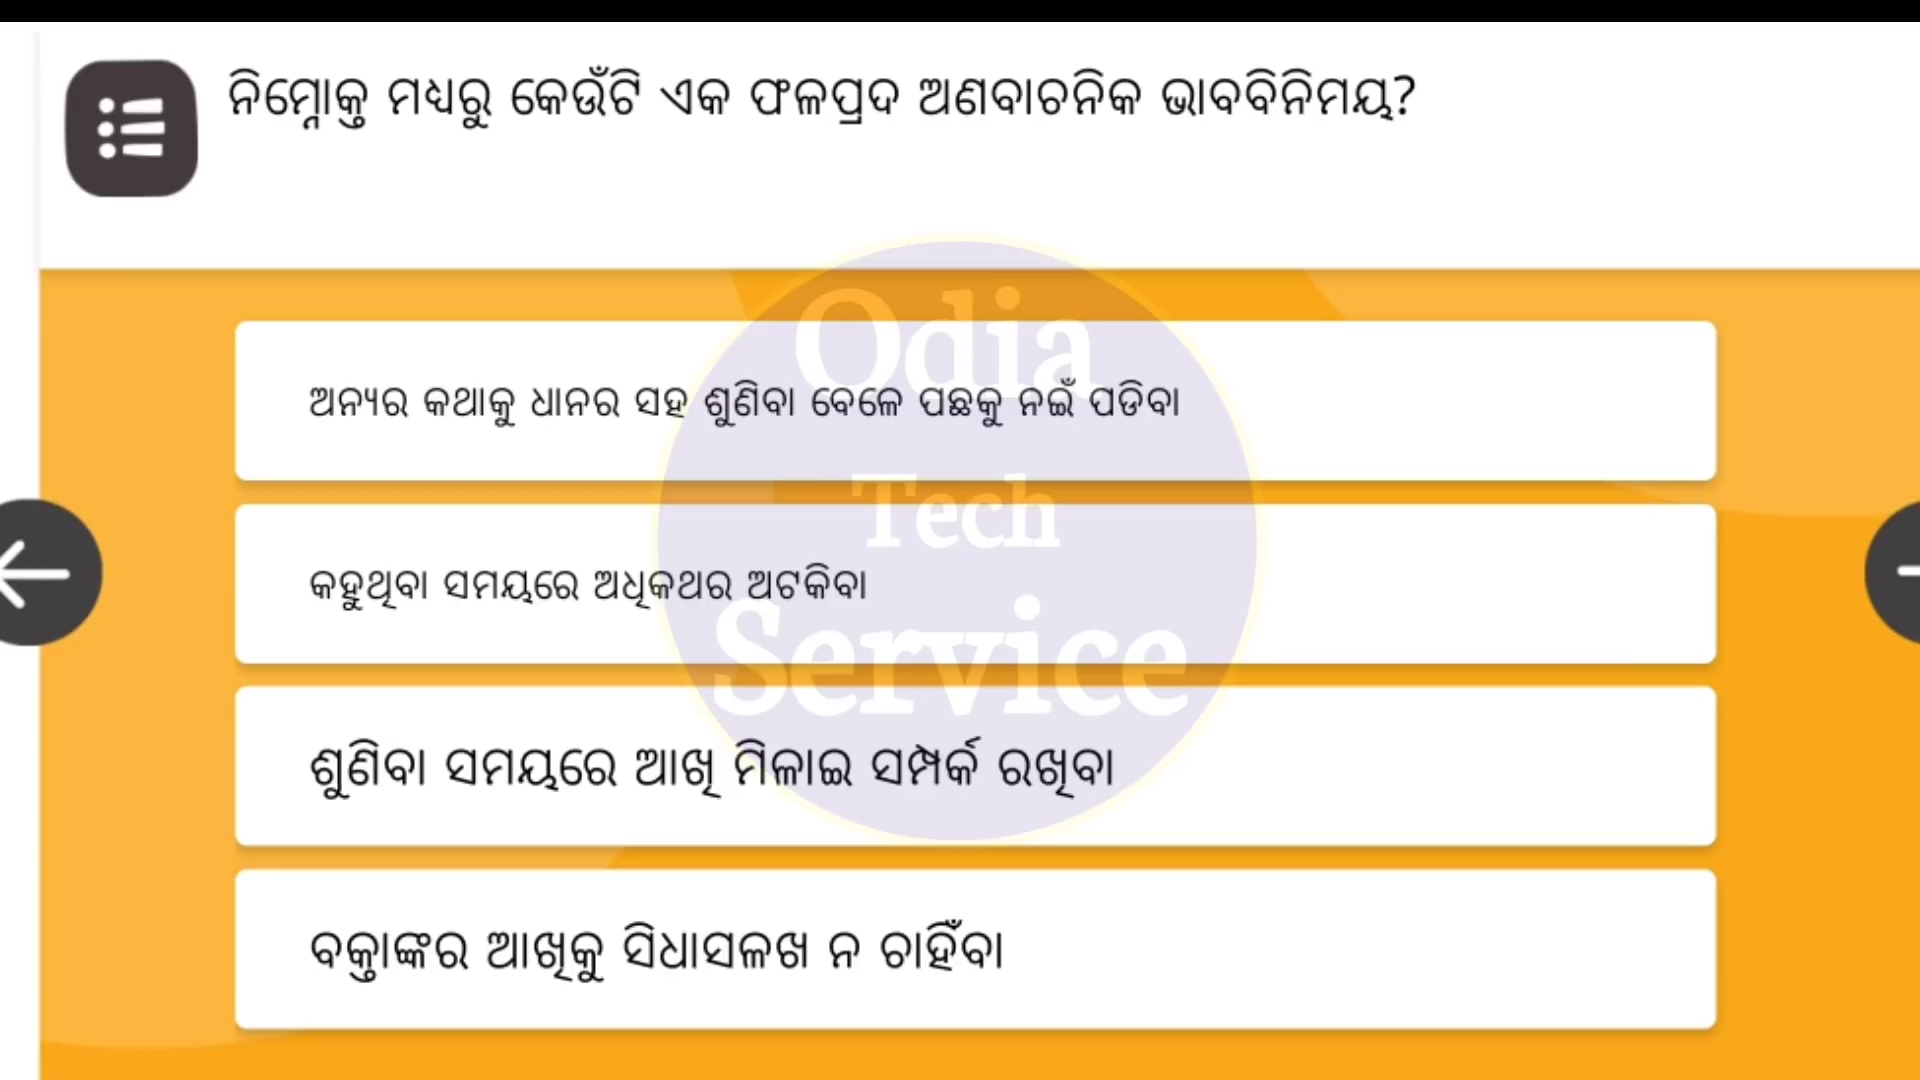 ନିମ୍ନୋକ୍ତ ମଧ୍ଯରୁ କେଉଁଟି ଏକ ଫଳପ୍ରଦ ଅଣବାଚନିକ ଭାବବିନିମୟ?
ଅନ୍ୟର କଥାକୁ ଧାନର ସହ ଶୁଣିବା ବେଳେ ପଛକୁ ନଇଁ ପଡିବା
କହୁଥିବା ସମୟରେ ଅଧିକଥର ଅଟକିବା
ଶୁଣିବା ସମୟରେ ଆଖି ମିଳାଇ ସମ୍ପର୍କ ରଖିବା
ବକ୍ତାଙ୍କର ଆଖିକୁ ସିଧାସଳଖ ନ ଚାହିଁବା
Odia
Tech
Service